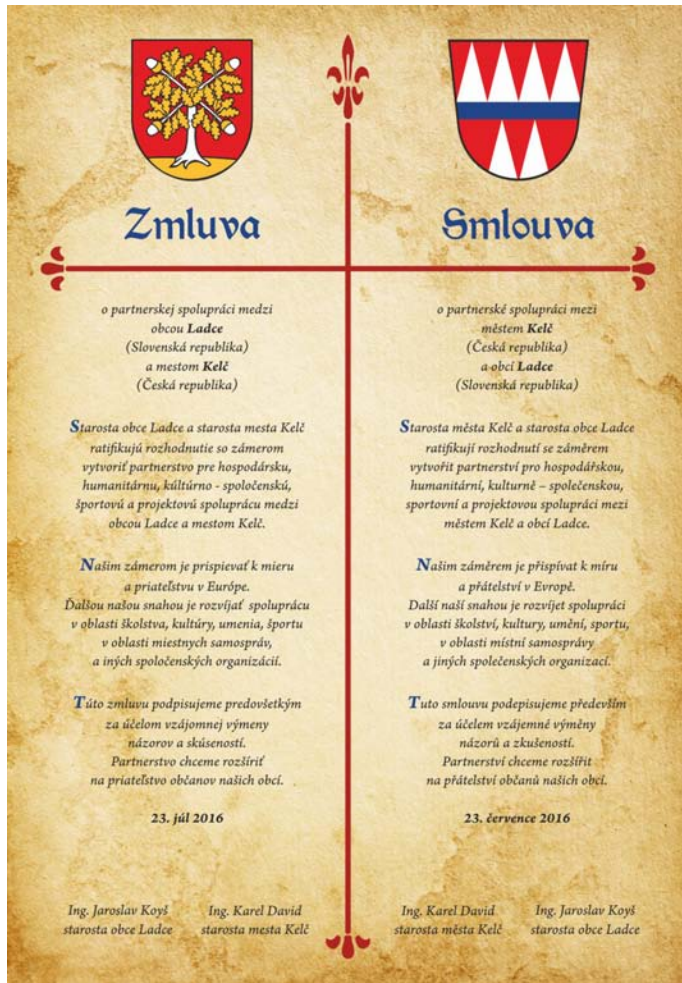 Zmluva
o partnerskej spolupráci medzi
obcou Ladce
(Slovenská republika)
a mestom Kelč
(Česká republika)
Starosta obce Ladce a starosta mesta Kelč
ratifikujú rozhodnutie so zámerom
vytvoriť partnerstvo pre hospodársku,
humanitárnu, kúltúrno - spoločenskú,
športovú a projektovú spoluprácu medzi
obcou Ladce a mestom Kelč.
Našim zámerom je prispievať k mieru
a priateľstvu v Európe.
Ďalšou našou snahou je rozvíjať spoluprácu
v oblasti školstva, kultúry, umenia, športu
v oblasti miestnych samospráv,
a iných spoločenských organizácií.
Túto zmluvu podpisujeme predovšetkým
za účelom vzájomnej výmeny
názorov a skúseností.
Partnerstvo chceme rozšíriť
na priateľstvo občanov našich obcí.
23. júl 2016
Ing. Jaroslav Koyš
starosta obce Ladce
Ing. Karel David
starosta mesta Kelč
Smlouva
o partnerské spolupráci mezi
městem Kelč
(Česká republika)
a obcí Ladce
(Slovenská republika)
Starosta města Kelč a starosta obce Ladce
ratifikují rozhodnutí se záměrem
vytvořit partnerství pro hospodářskou,
humanitární, kulturně – společenskou,
sportovní a projektovou spolupráci mezi
městem Kelč a obcí Ladce.
Našim záměrem je přispívat k míru
a přátelství v Evropě.
Další naší snahou je rozvíjet spolupráci
v oblasti školství, kultury, umění, sportu,
v oblasti místní samosprávy
a jiných společenských organizací.
Tuto smlouvu podepisujeme především
za účelem vzájemné výměny
názorů a zkušeností.
Partnerství chceme rozšířit
na přátelství občanů našich obcí.
23. července 2016
Ing. Karel David
starosta města Kelč
Ing. Jaroslav Koyš
starosta obce Ladce